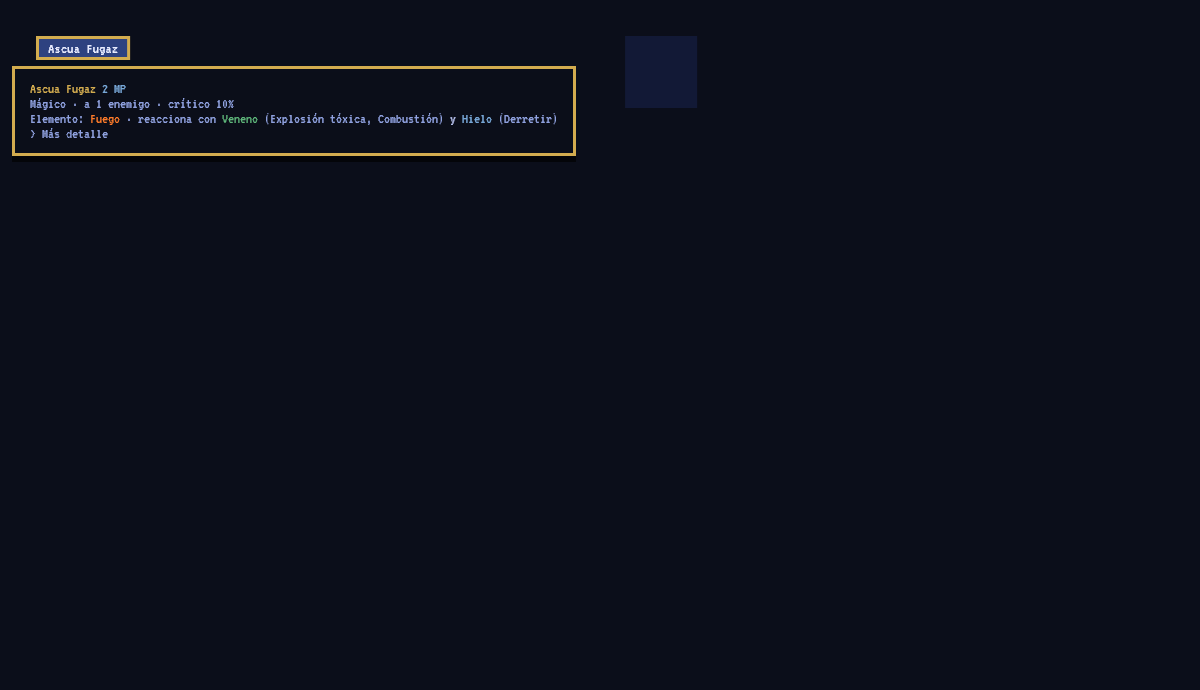 Ascua Fugaz
Ascua Fugaz 2 MP
Mágico · a 1 enemigo · crítico 10%
Elemento: Fuego · reacciona con Veneno (Explosión tóxica, Combustión) y Hielo (Derretir)
❯ Más detalle